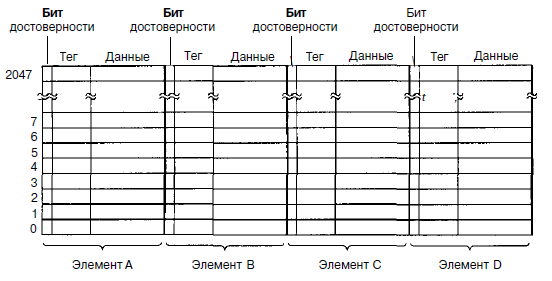 Бит Бит Бит Бит
достоверности достоверности достоверности достоверности
Тег Данные Тег Данные Тег Данные Тег Данные
2047
7
6
5
4
3
2
1
0
Элемент A Элемент B Элемент C Элемент D